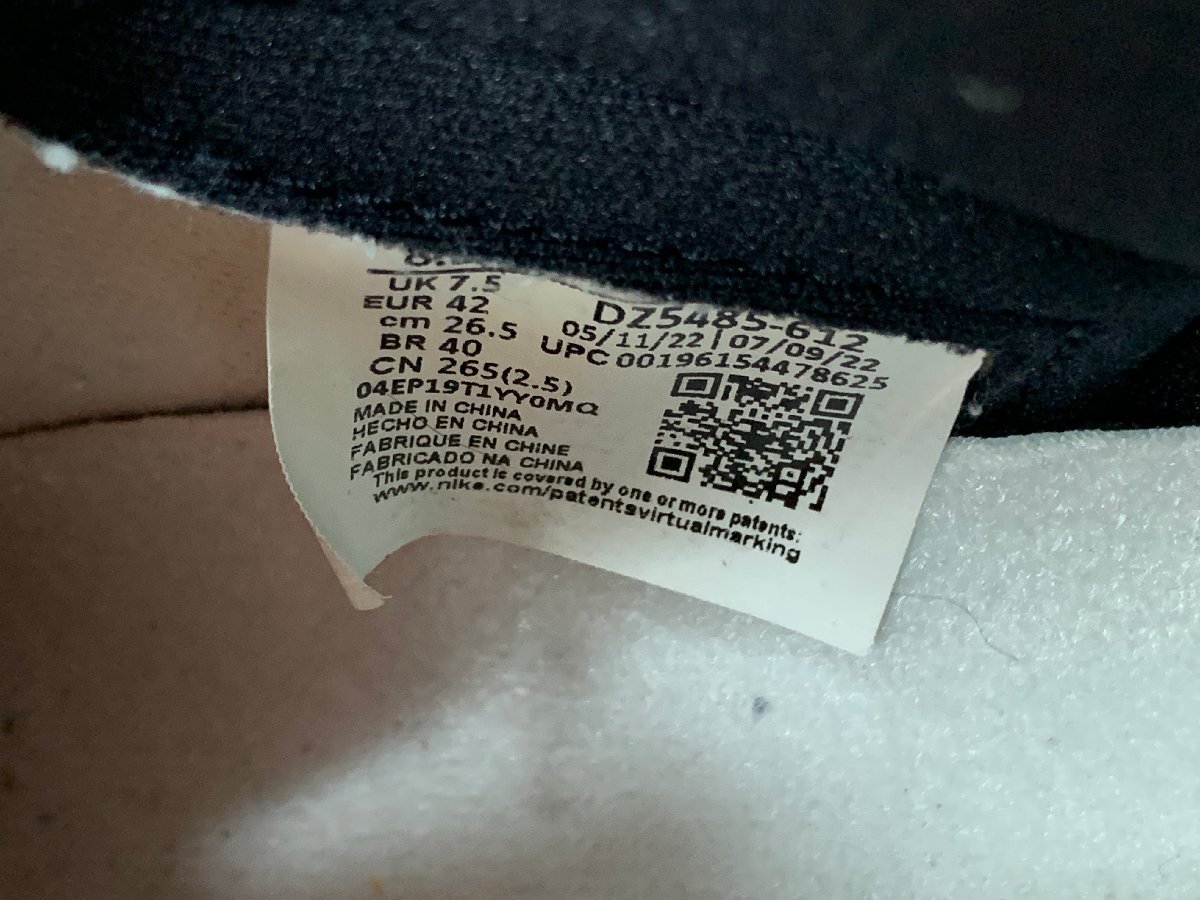 UK 7.5
EUR 42
cm 26.5
BR 40
CN 265(2.5)
04EP19T1YY0MQ
MADE IN CHINA
HECHO EN CHINA
FABRIQUE EN CHINE
FABRICADO NA CHINA
This product is covered by one or more patents:
www.nike.com/patentsvirtualmarking
DZ5485-612
05/11/22 | 07/09/22
UPC 00196154478625